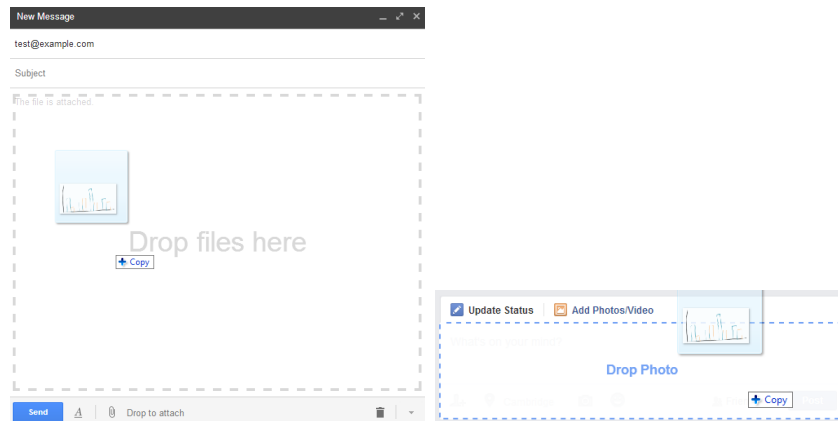 New Message
test@example.com
Subject
The file is attached.
Drop files here
Copy
Send A Drop to attach
Update Status Add Photos/Video
Drop Photo
Copy